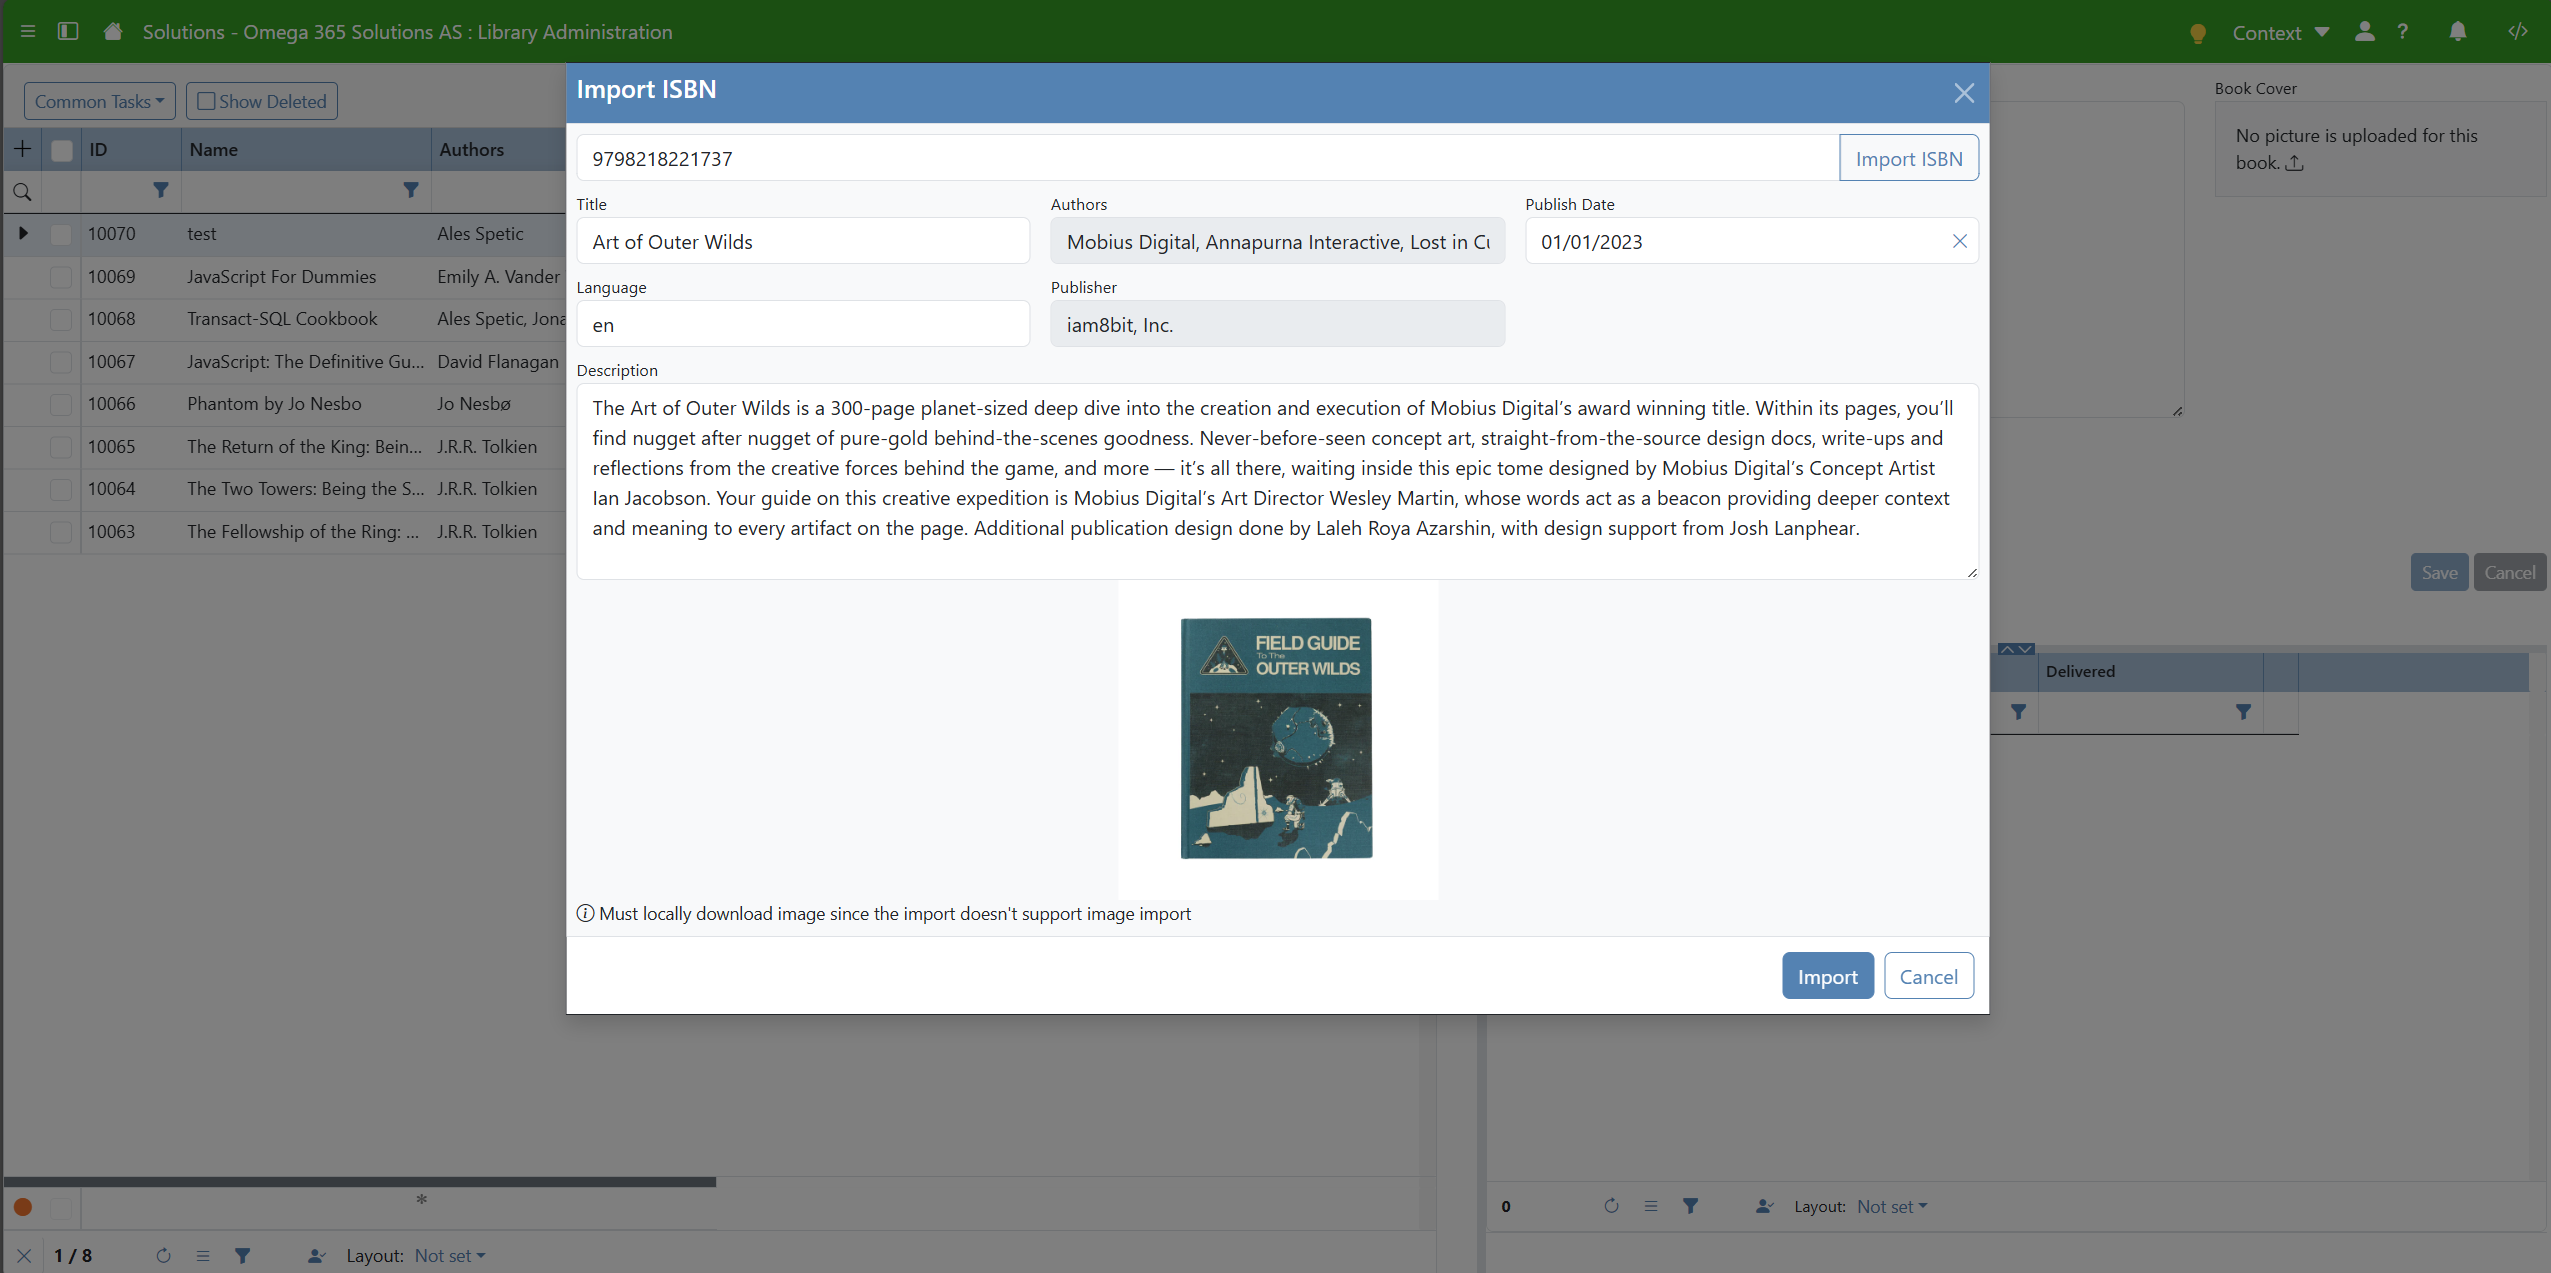 Solutions - Omega 365 Solutions AS : Library Administration
Context
?
Common Tasks
Show Deleted
ID
Name
Authors
10070
test
Ales Spetic
10069
JavaScript For Dummies
Emily A. Vander
10068
Transact-SQL Cookbook
Ales Spetic, Jona
10067
JavaScript: The Definitive Gu...
David Flanagan
10066
Phantom by Jo Nesbo
Jo Nesbø
10065
The Return of the King: Bein...
J.R.R. Tolkien
10064
The Two Towers: Being the S...
J.R.R. Tolkien
10063
The Fellowship of the Ring: ...
J.R.R. Tolkien
*
1 / 8
Layout: Not set
Import ISBN
9798218221737
Import ISBN
Title
Authors
Publish Date
Art of Outer Wilds
Mobius Digital, Annapurna Interactive, Lost in Cu
01/01/2023
Language
Publisher
en
iam8bit, Inc.
Description
The Art of Outer Wilds is a 300-page planet-sized deep dive into the creation and execution of Mobius Digital’s award winning title. Within its pages, you’ll
find nugget after nugget of pure-gold behind-the-scenes goodness. Never-before-seen concept art, straight-from-the-source design docs, write-ups and
reflections from the creative forces behind the game, and more — it’s all there, waiting inside this epic tome designed by Mobius Digital’s Concept Artist
Ian Jacobson. Your guide on this creative expedition is Mobius Digital’s Art Director Wesley Martin, whose words act as a beacon providing deeper context
and meaning to every artifact on the page. Additional publication design done by Laleh Roya Azarshin, with design support from Josh Lanphear.
FIELD GUIDE
To The
OUTER WILDS
Must locally download image since the import doesn't support image import
Import
Cancel
Book Cover
No picture is uploaded for this
book.
Save
Cancel
Delivered
0
Layout: Not set